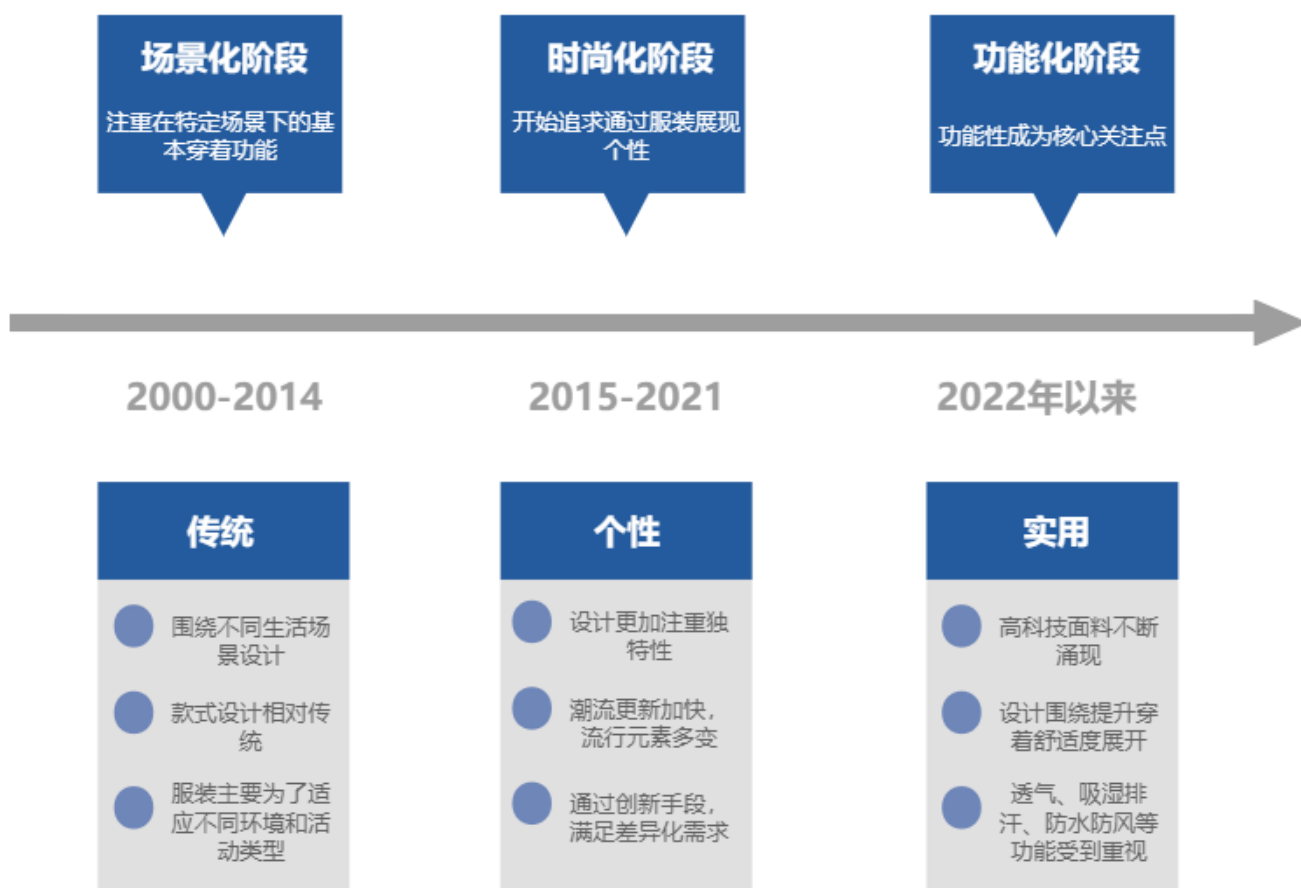 场景化阶段
注重在特定场景下的基
本穿着功能
时尚化阶段
开始追求通过服装展现
个性
功能化阶段
功能性成为核心关注点
2000-2014
2015-2021
2022年以来
传统
围绕不同生活场
景设计
款式设计相对传
统
服装主要为了适
应不同环境和活
动类型
个性
设计更加注重独
特性
潮流更新加快，
流行元素多变
通过创新手段，
满足差异化需求
实用
高科技面料不断
涌现
设计围绕提升穿
着舒适度展开
透气、吸湿排
汗、防水防风等
功能受到重视